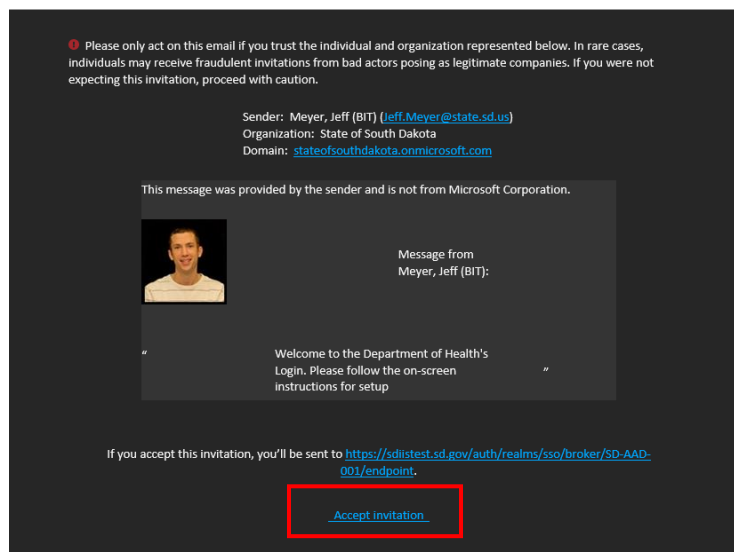 Please only act on this email if you trust the individual and organization represented below. In rare cases,
individuals may receive fraudulent invitations from bad actors posing as legitimate companies. If you were not
expecting this invitation, proceed with caution.
Sender: Meyer, Jeff (BIT) (Jeff.Meyer@state.sd.us)
Organization: State of South Dakota
Domain: stateofsouthdakota.onmicrosoft.com
This message was provided by the sender and is not from Microsoft Corporation.
Message from
Meyer, Jeff (BIT):
“ Welcome to the Department of Health's
Login. Please follow the on-screen ”
instructions for setup
If you accept this invitation, you’ll be sent to https://sdiistest.sd.gov/auth/realms/sso/broker/SD-AAD-
001/endpoint.
Accept invitation